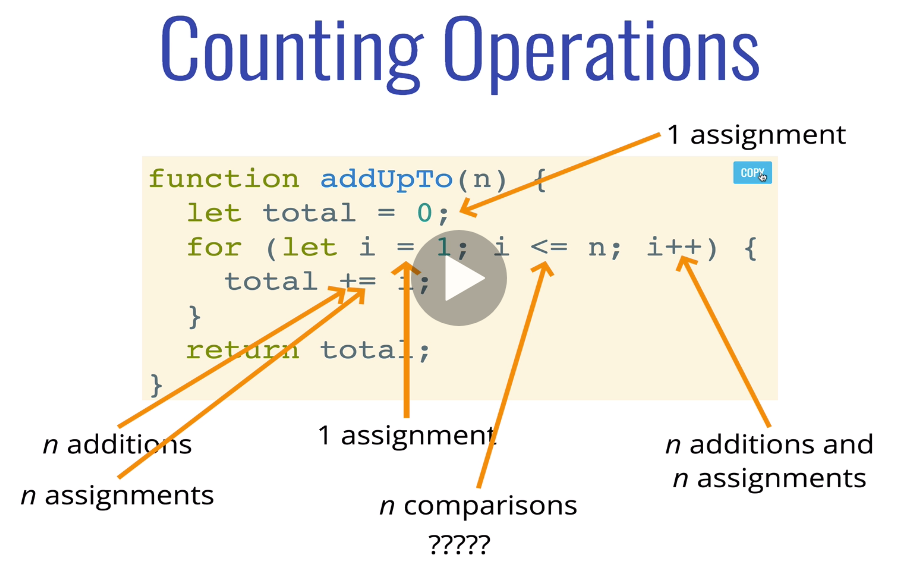 Counting Operations
1 assignment
COPY
function addUpTo(n) {
let total = 0;
for (let i = 1; i <= n; i++) {
total += i;
}
return total;
}
n additions
n assignments
1 assignment
n comparisons
?????
n additions and
n assignments